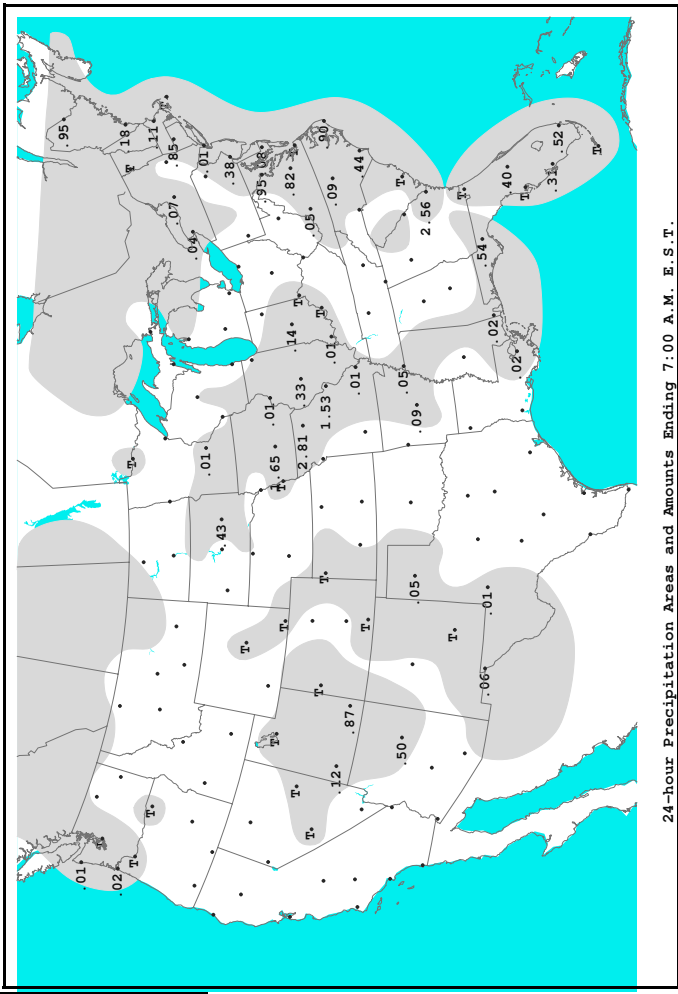 .95
.01
T
.02
.18
T
T
T
T
.11
T
.85
.07
.04
.01
.01
.43
.38
T
.95
.08
.01
T
1.65
T
T
.82
.14
T
T
.33
2.81
.05
T
T
T
.90
T
1.53
.01
.09
.12
.87
.01
.44
T
T
.50
.05
.05
.09
2.56
T
T
.54
.06
.01
.02
.40
.02
T
.31
.52
T
24-hour Precipitation Areas and Amounts Ending 7:00 A.M. E.S.T.